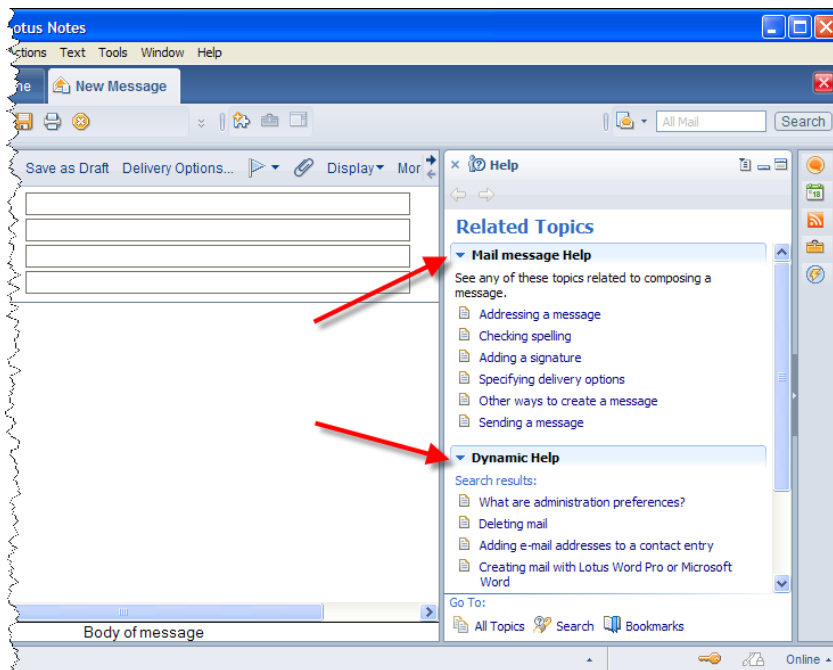 otus Notes
ctions Text Tools Window Help
me New Message
All Mail Search
Save as Draft Delivery Options... Display Mor
Help
Related Topics
Mail message Help
See any of these topics related to composing a
message.
Addressing a message
Checking spelling
Adding a signature
Specifying delivery options
Other ways to create a message
Sending a message
Dynamic Help
Search results:
What are administration preferences?
Deleting mail
Adding e-mail addresses to a contact entry
Creating mail with Lotus Word Pro or Microsoft
Word
Go To:
All Topics Search Bookmarks
Body of message
Online
18